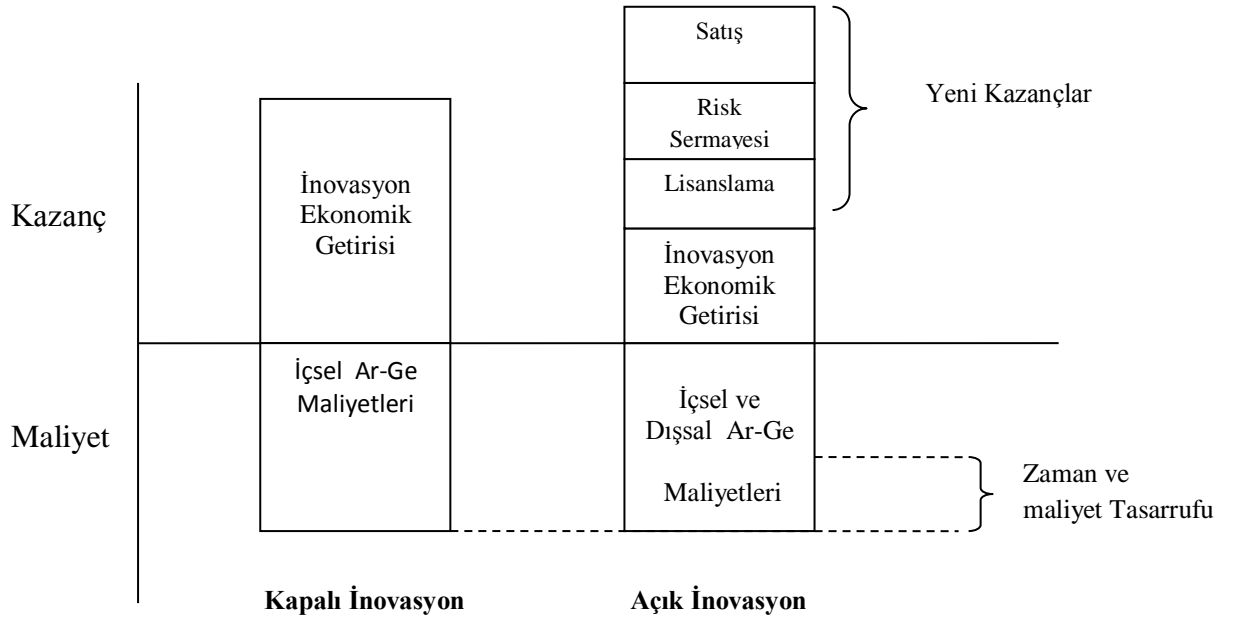 Satış
Yeni Kazançlar
Risk
Sermayesi
Lisanslama
Kazanç
İnovasyon
Ekonomik
Getirisi
İnovasyon
Ekonomik
Getirisi
Maliyet
İçsel Ar-Ge
Maliyetleri
İçsel ve
Dışsal Ar-Ge
Maliyetleri
Zaman ve
maliyet Tasarrufu
Kapalı İnovasyon
Açık İnovasyon